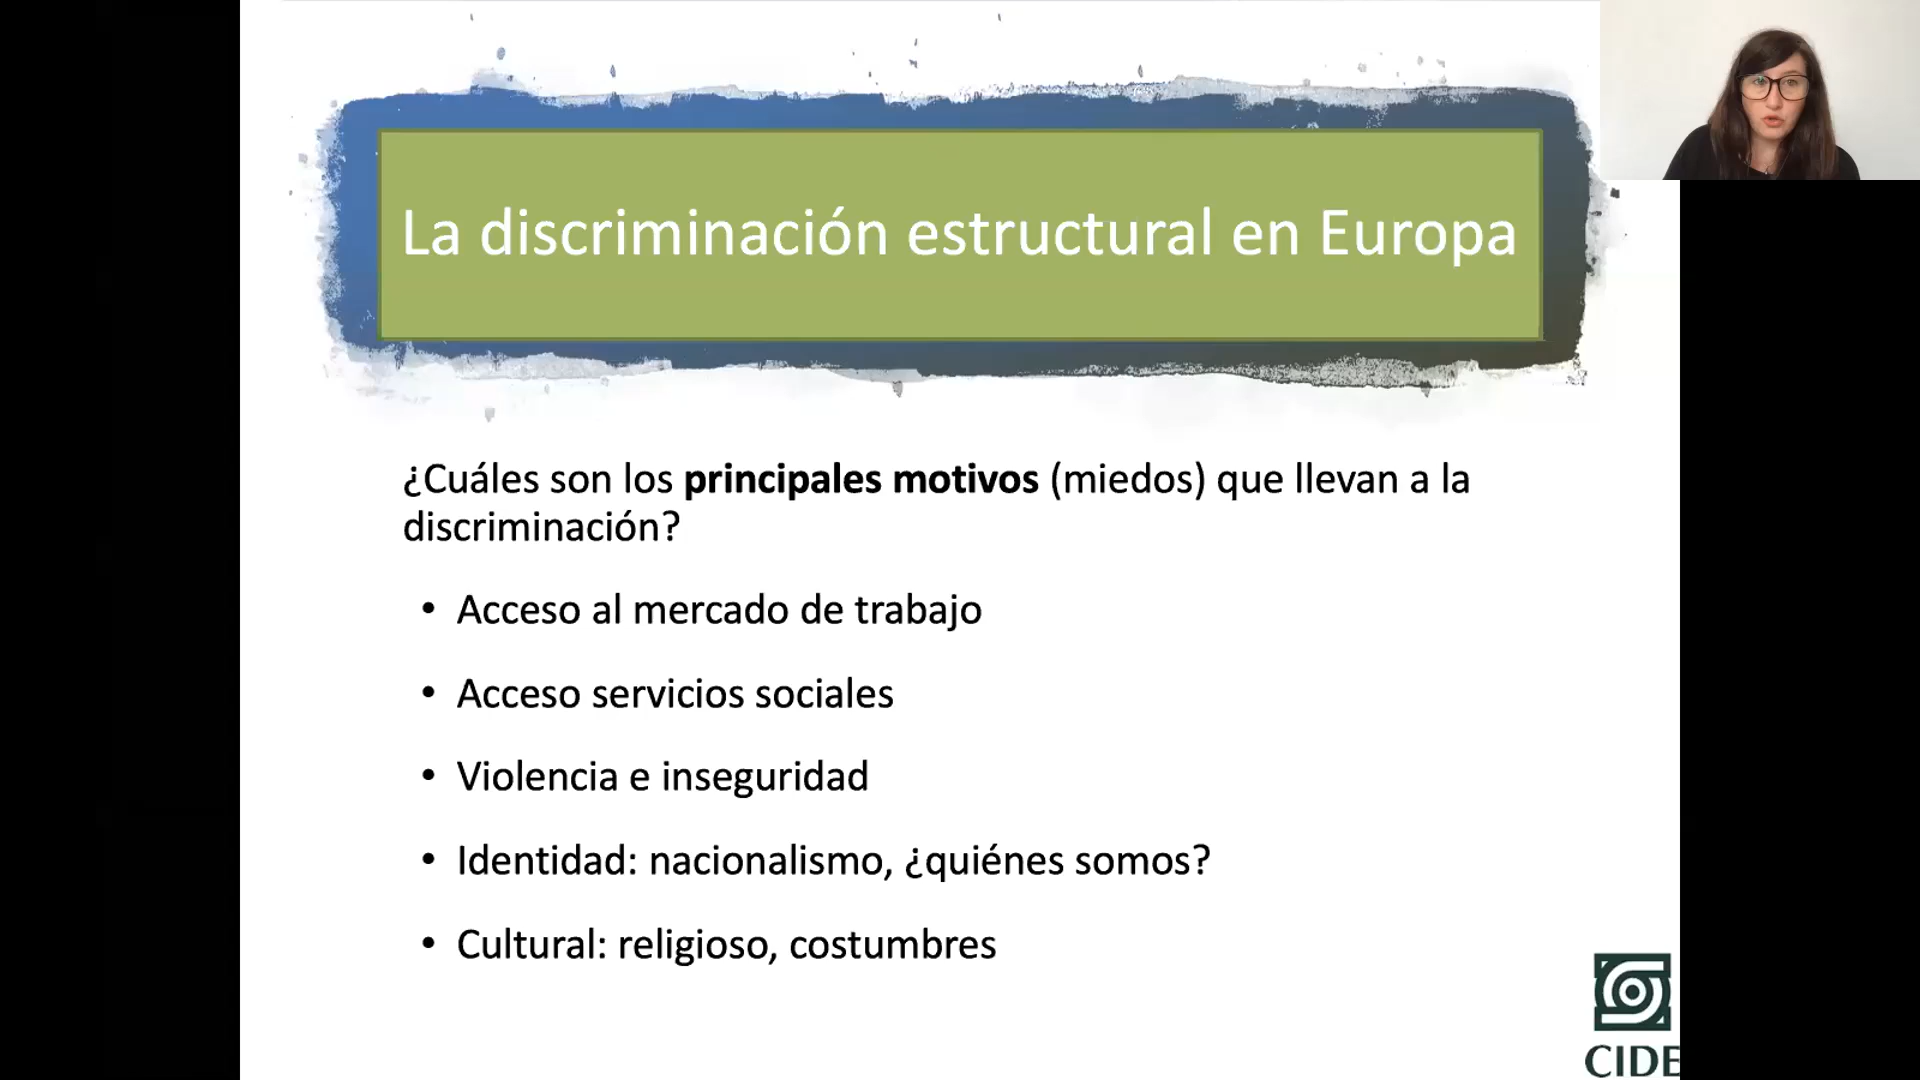 La discriminación estructural en Europa
¿Cuáles son los principales motivos (miedos) que llevan a la
discriminación?
• Acceso al mercado de trabajo
• Acceso servicios sociales
• Violencia e inseguridad
• Identidad: nacionalismo, ¿quiénes somos?
• Cultural: religioso, costumbres
CIDE